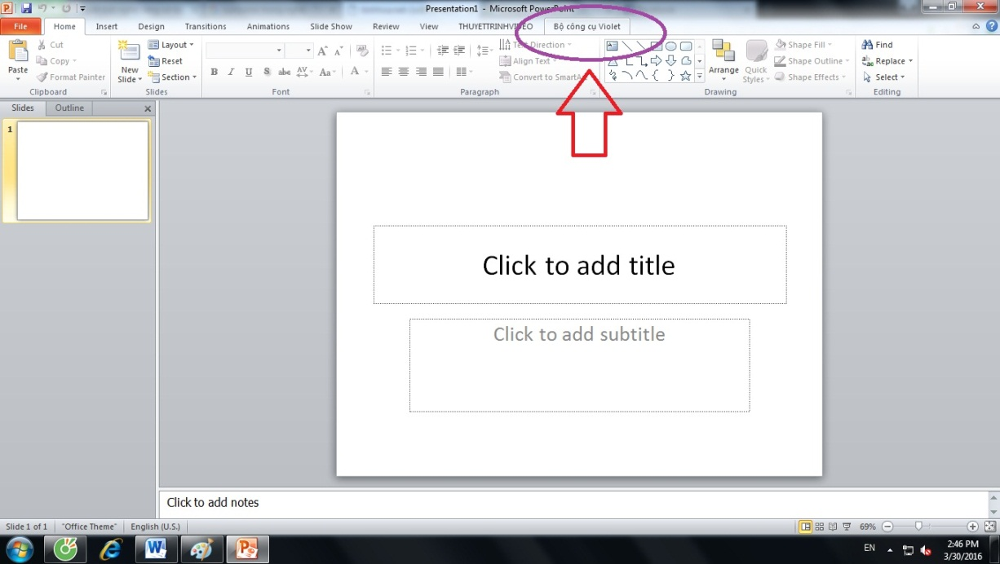 Presentation1 - Microsoft PowerPoint
File Home Insert Design Transitions Animations Slide Show Review View THUYETTRINHVIDEO Bộ công cụ Violet
Paste
Cut
Copy
Format Painter
Clipboard
New
Slide
Layout
Reset
Section
Slides
B I U S abc AV Aa A
Font
Text Direction
Align Text
Convert to SmartA
Paragraph
Arrange
Quick
Styles
Shape Fill
Shape Outline
Shape Effects
Drawing
Find
Replace
Select
Editing
Slides Outline
1
Click to add title
Click to add subtitle
Click to add notes
Slide 1 of 1 "Office Theme" English (U.S.) 69%
EN 2:46 PM
3/30/2016